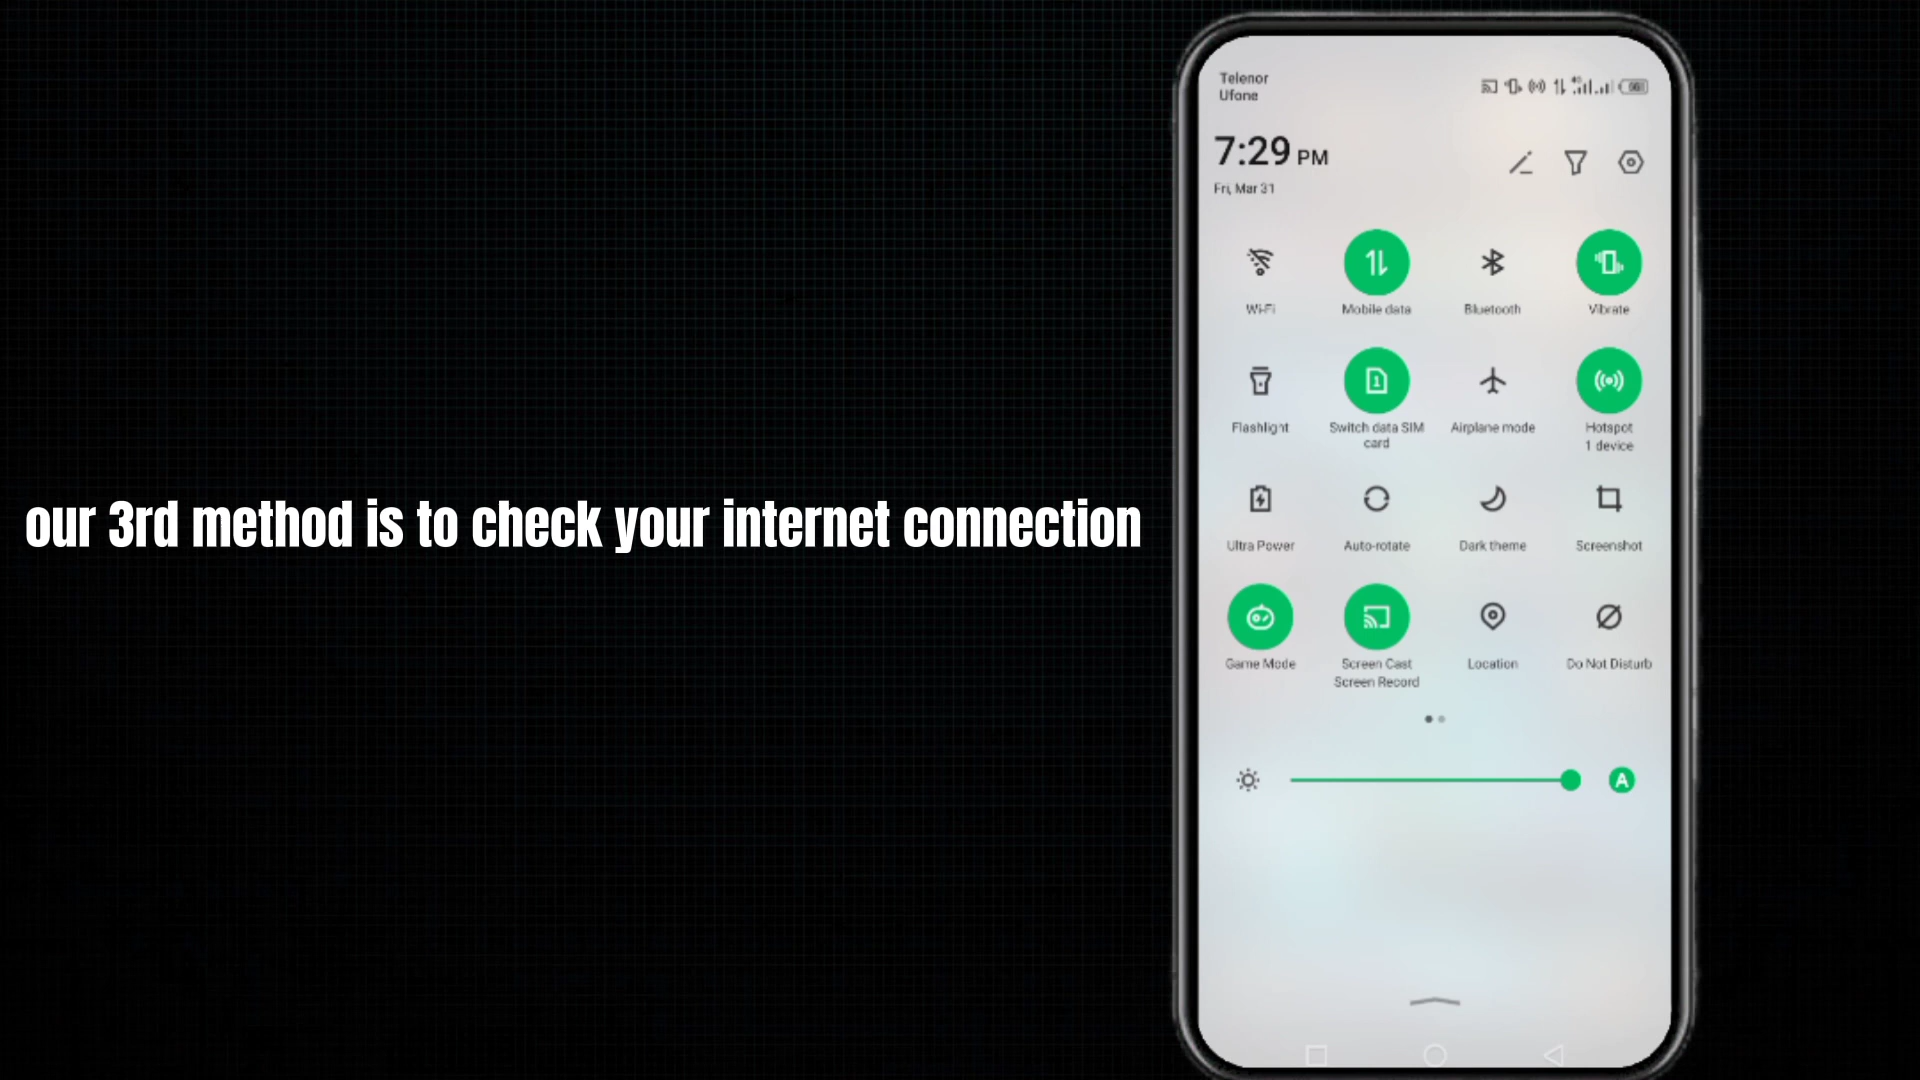 our 3rd method is to check your internet connection
Telenor
Ufone
7:29 PM
Fri, Mar 31
Wi-Fi
Mobile data
Bluetooth
Vibrate
Flashlight
Switch data SIM
card
Airplane mode
Hotspot
1 device
Ultra Power
Auto-rotate
Dark theme
Screenshot
Game Mode
Screen Cast
Screen Record
Location
Do Not Disturb
A